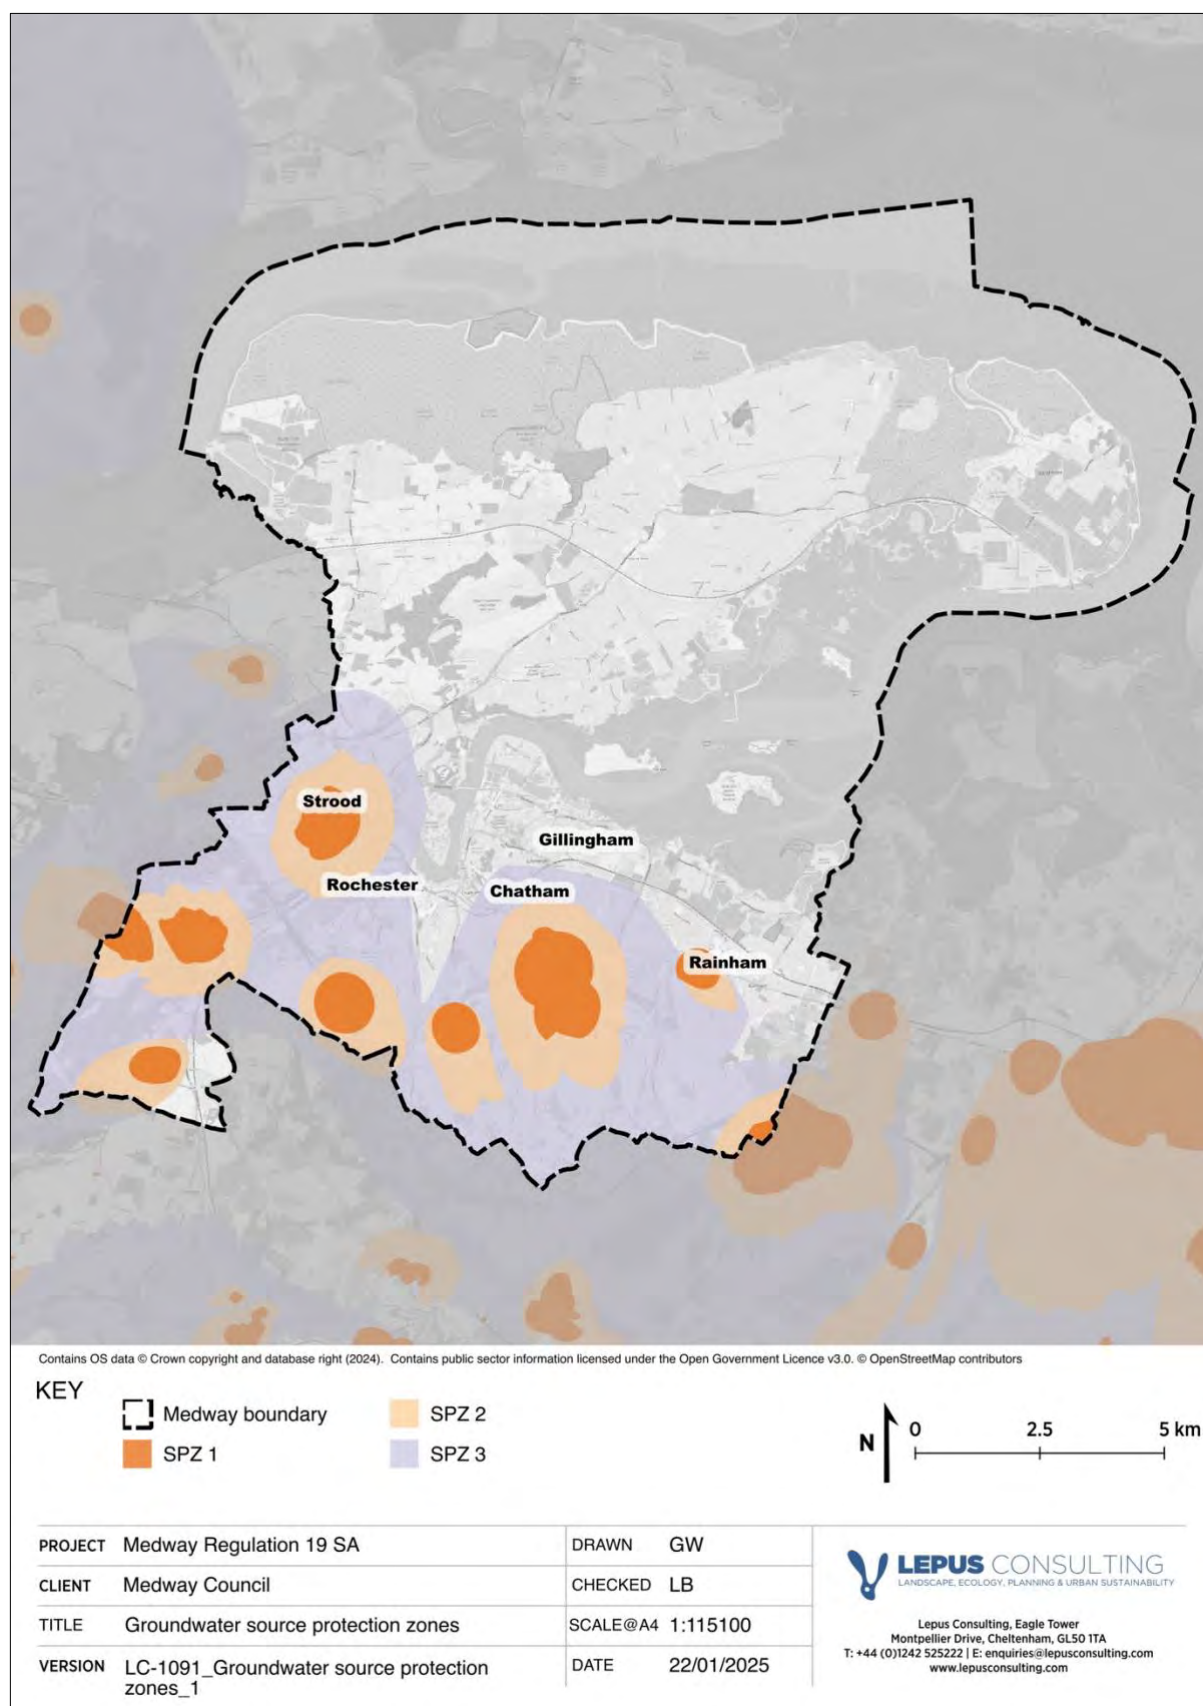 Strood
Gillingham
Rochester
Chatham
Rainham
Contains OS data © Crown copyright and database right (2024). Contains public sector information licensed under the Open Government Licence v3.0. © OpenStreetMap contributors
KEY
Medway boundary
SPZ 1
SPZ 2
SPZ 3
N
0 2.5 5 km
PROJECT Medway Regulation 19 SA
CLIENT Medway Council
TITLE Groundwater source protection zones
VERSION LC-1091_Groundwater source protection
zones_1
DRAWN GW
CHECKED LB
SCALE@A4 1:115100
DATE 22/01/2025
LEPUS CONSULTING
LANDSCAPE, ECOLOGY, PLANNING & URBAN SUSTAINABILITY
Lepus Consulting, Eagle Tower
Montpellier Drive, Cheltenham, GL50 1TA
T: +44 (0)1242 525222 | E: enquiries@lepusconsulting.com
www.lepusconsulting.com